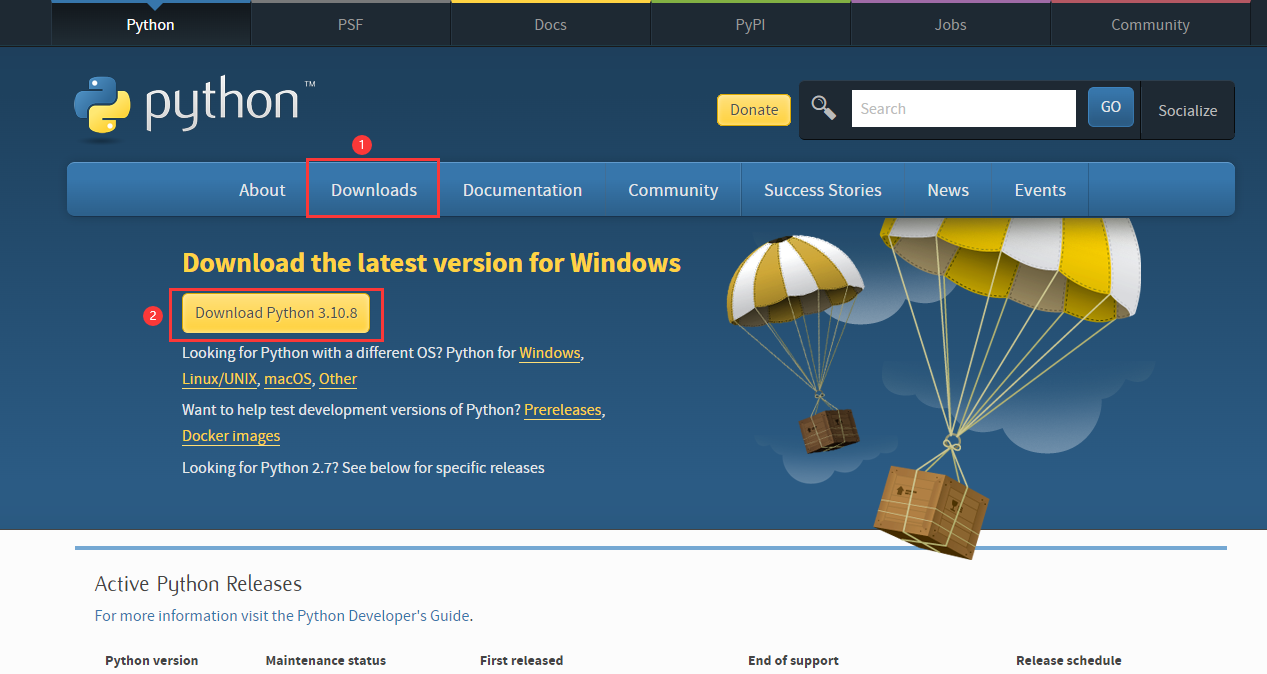 Python PSF Docs PyPI Jobs Community
python™
Donate Search GO Socialize
1
About Downloads Documentation Community Success Stories News Events
Download the latest version for Windows
2 Download Python 3.10.8
Looking for Python with a different OS? Python for Windows,
Linux/UNIX, macOS, Other
Want to help test development versions of Python? Prereleases,
Docker images
Looking for Python 2.7? See below for specific releases
Active Python Releases
For more information visit the Python Developer's Guide.
Python version Maintenance status First released End of support Release schedule